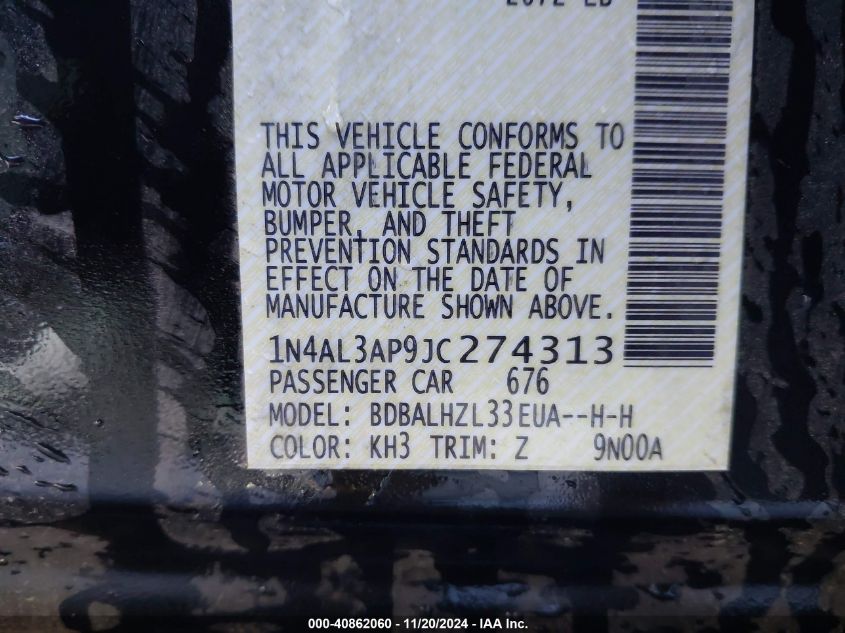 THIS VEHICLE CONFORMS TO
ALL APPLICABLE FEDERAL
MOTOR VEHICLE SAFETY,
BUMPER, AND THEFT
PREVENTION STANDARDS IN
EFFECT ON THE DATE OF
MANUFACTURE SHOWN ABOVE.
1N4AL3AP9JC274313
PASSENGER CAR 676
MODEL: BDBALHZL33EUA--H-H
COLOR: KH3 TRIM: Z 9N00A
000-40862060 - 11/20/2024 - IAA Inc.